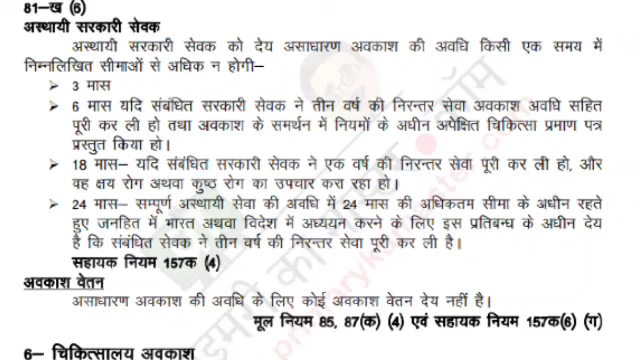 81–ख (6)
अस्थायी सरकारी सेवक
अस्थायी सरकारी सेवक को देय असाधारण अवकाश की अवधि किसी एक समय में
निम्नलिखित सीमाओं से अधिक न होगी–
➢ 3 मास
➢ 6 मास यदि संबंधित सरकारी सेवक ने तीन वर्ष की निरन्तर सेवा अवकाश अवधि सहित
पूरी कर ली हो तथा अवकाश के समर्थन में नियमों के अधीन अपेक्षित चिकित्सा प्रमाण पत्र
प्रस्तुत किया हो।
➢ 18 मास– यदि संबंधित सरकारी सेवक ने एक वर्ष की निरन्तर सेवा पूरी कर ली हो, और
वह क्षय रोग अथवा कुष्ठ रोग का उपचार करा रहा हो।
➢ 24 मास– सम्पूर्ण अस्थायी सेवा की अवधि में 24 मास की अधिकतम सीमा के अधीन रहते
हुए जनहित में भारत अथवा विदेश में अध्ययन करने के लिए इस प्रतिबन्ध के अधीन देय
है कि संबंधित सेवक ने तीन वर्ष की निरन्तर सेवा पूरी कर ली है।
सहायक नियम 157क (4)
अवकाश वेतन
असाधारण अवकाश की अवधि के लिए कोई अवकाश वेतन देय नहीं है।
मूल नियम 85, 87(क) (4) एवं सहायक नियम 157क(6) (ग)
6– चिकित्सालय अवकाश